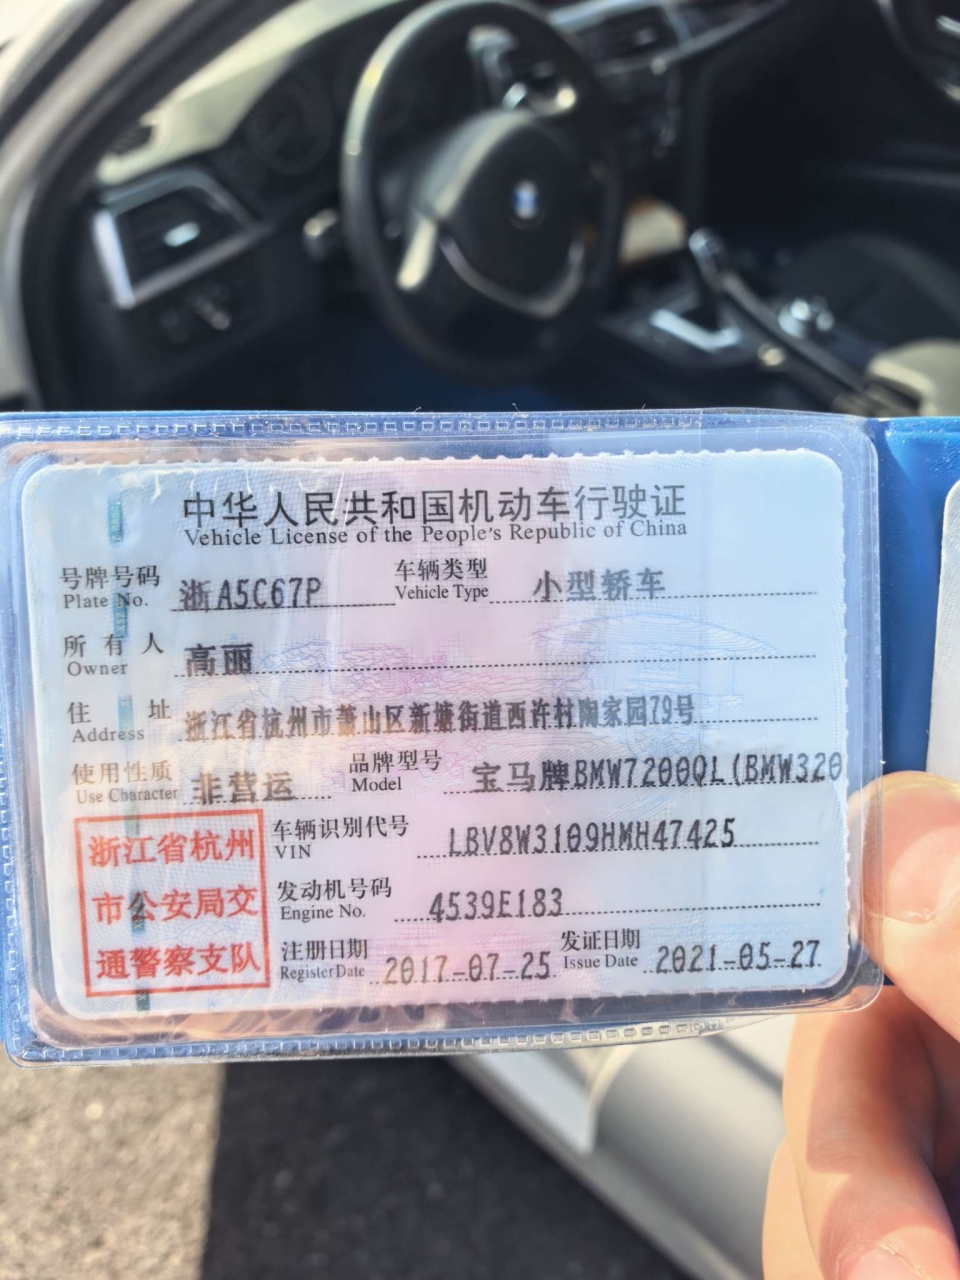 中华人民共和国机动车行驶证
Vehicle License of the People's Republic of China
号牌号码 浙A5C67P 车辆类型 小型轿车
Plate No. Vehicle Type
所有人 高丽
Owner
住址 浙江省杭州市萧山区新塘街道西许村陶家园79号
Address
使用性质 非营运 品牌型号 宝马牌BMW7200QL(BMW320
Use Character Model
浙江省杭州
市公安局交
通警察支队
车辆识别代号 LBV8W3109HMH47425
VIN
发动机号码 4539E183
Engine No.
注册日期 2017-07-25 发证日期 2021-05-27
Register Date Issue Date